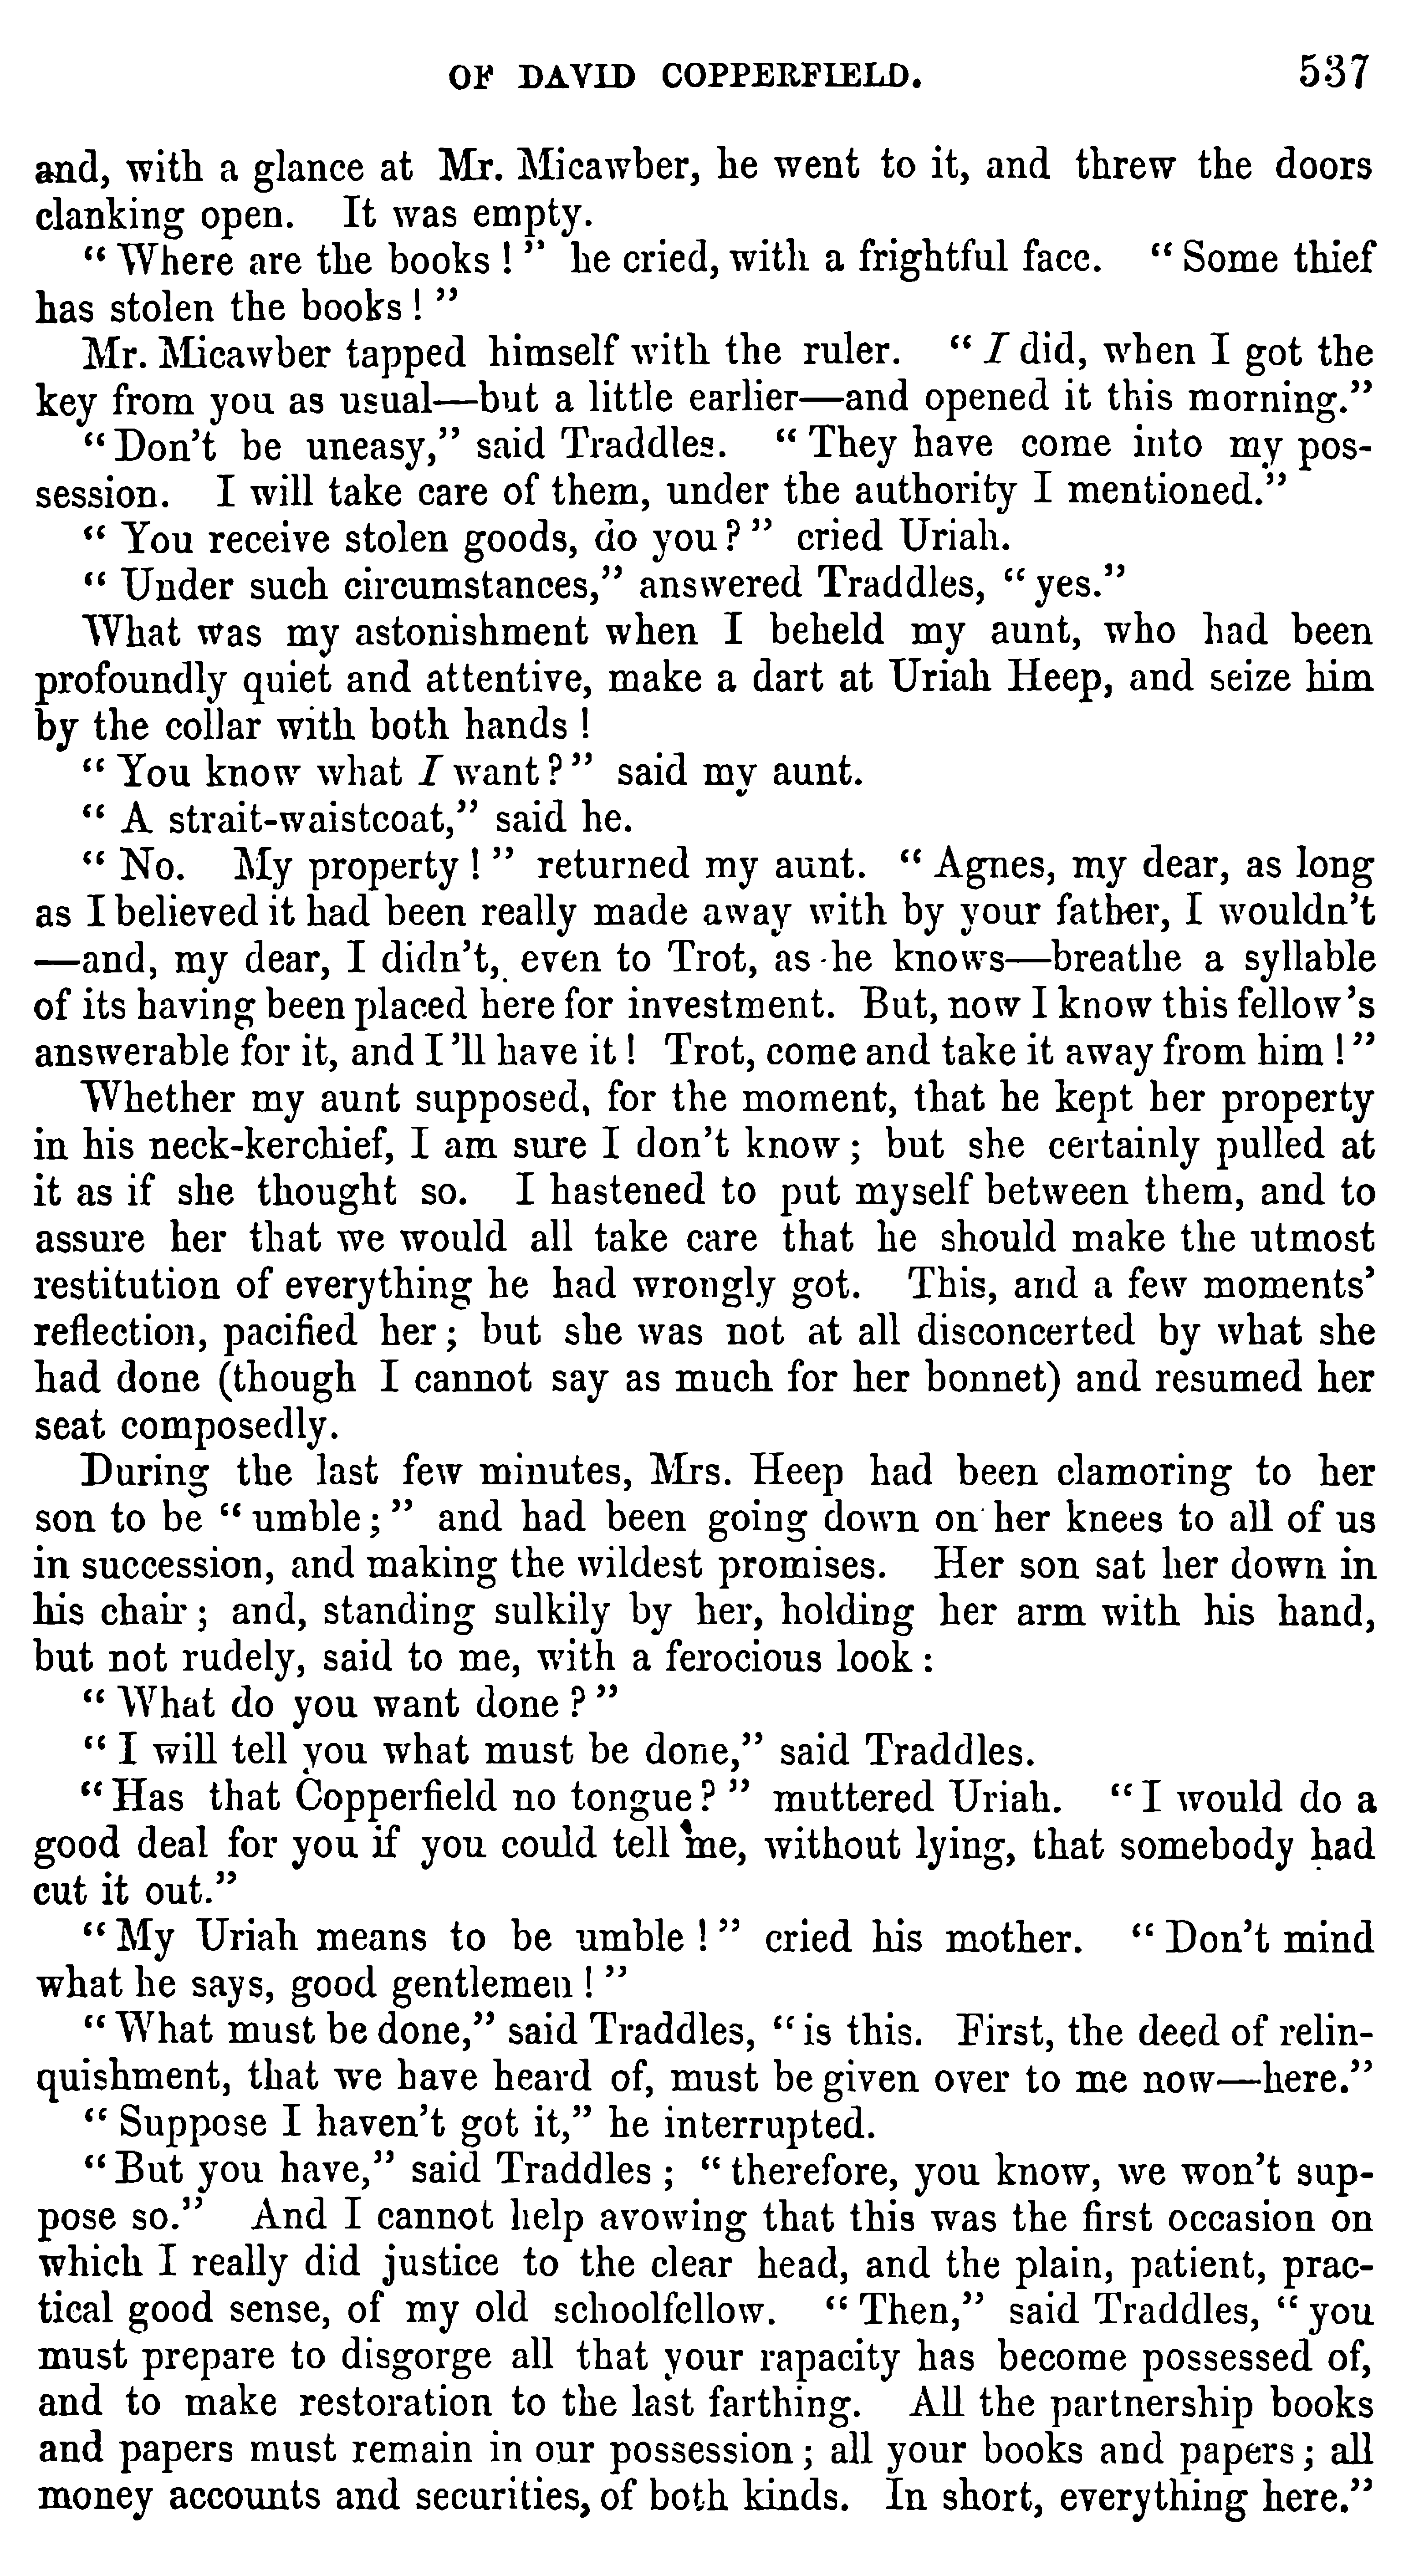 OF DAVID COPPERFIELD. 537
and, with a glance at Mr. Micawber, he went to it, and threw the doors
clanking open. It was empty.
“Where are the books!” he cried, with a frightful face. “Some thief
has stolen the books!”
Mr. Micawber tapped himself with the ruler. “I did, when I got the
key from you as usual—but a little earlier—and opened it this morning.”
“Don't be uneasy,” said Traddles. “They have come into my pos-
session. I will take care of them, under the authority I mentioned.”
“You receive stolen goods, do you?” cried Uriah.
“Under such circumstances,” answered Traddles, “yes.”
What was my astonishment when I beheld my aunt, who had been
profoundly quiet and attentive, make a dart at Uriah Heep, and seize him
by the collar with both hands!
“You know what I want?” said my aunt.
“A strait-waistcoat,” said he.
“No. My property!” returned my aunt. “Agnes, my dear, as long
as I believed it had been really made away with by your father, I wouldn't
—and, my dear, I didn't, even to Trot, as he knows—breathe a syllable
of its having been placed here for investment. But, now I know this fellow's
answerable for it, and I'll have it! Trot, come and take it away from him!”
Whether my aunt supposed, for the moment, that he kept her property
in his neck-kerchief, I am sure I don't know; but she certainly pulled at
it as if she thought so. I hastened to put myself between them, and to
assure her that we would all take care that he should make the utmost
restitution of everything he had wrongly got. This, and a few moments'
reflection, pacified her; but she was not at all disconcerted by what she
had done (though I cannot say as much for her bonnet) and resumed her
seat composedly.
During the last few minutes, Mrs. Heep had been clamoring to her
son to be “umble;” and had been going down on her knees to all of us
in succession, and making the wildest promises. Her son sat her down in
his chair; and, standing sulkily by her, holding her arm with his hand,
but not rudely, said to me, with a ferocious look:
“What do you want done?”
“I will tell you what must be done,” said Traddles.
“Has that Copperfield no tongue?” muttered Uriah. “I would do a
good deal for you if you could tell me, without lying, that somebody had
cut it out.”
“My Uriah means to be umble!” cried his mother. “Don't mind
what he says, good gentlemen!”
“What must be done,” said Traddles, “is this. First, the deed of relin-
quishment, that we have heard of, must be given over to me now—here.”
“Suppose I haven't got it,” he interrupted.
“But you have,” said Traddles; “therefore, you know, we won't sup-
pose so.” And I cannot help avowing that this was the first occasion on
which I really did justice to the clear head, and the plain, patient, prac-
tical good sense, of my old schoolfellow. “Then,” said Traddles, “you
must prepare to disgorge all that your rapacity has become possessed of,
and to make restoration to the last farthing. All the partnership books
and papers must remain in our possession; all your books and papers; all
money accounts and securities, of both kinds. In short, everything here.”